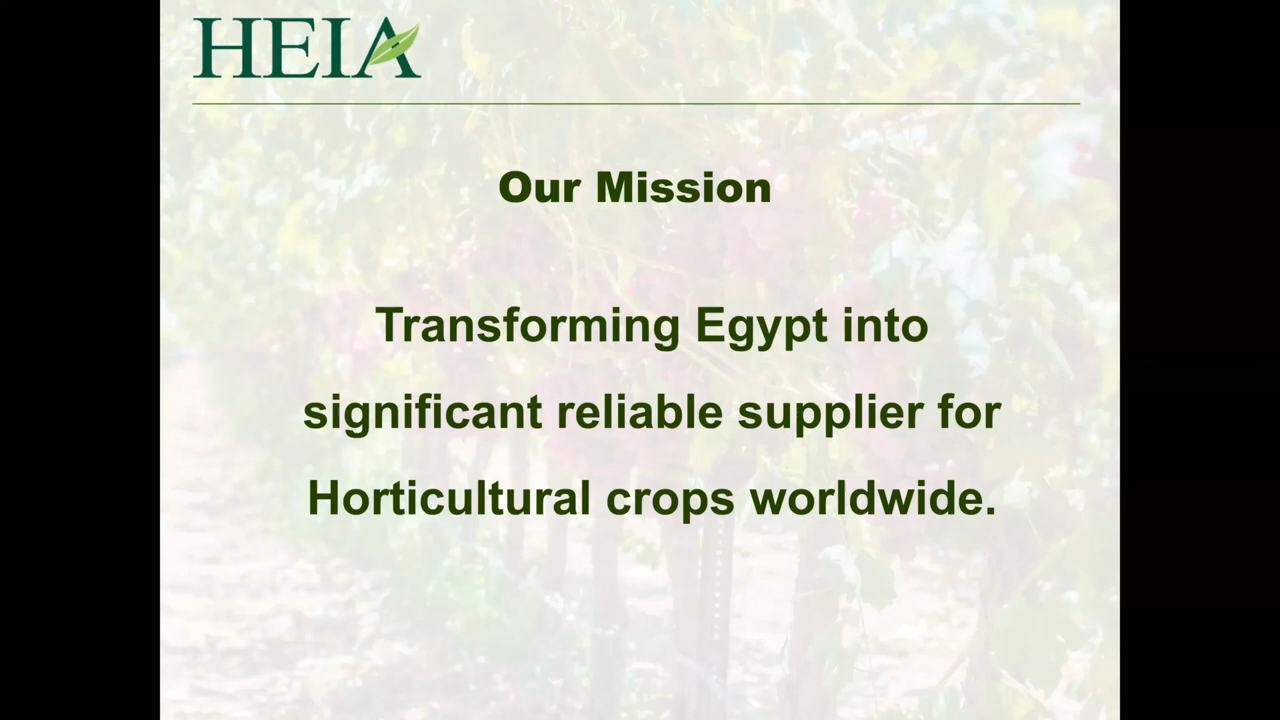 HEIA
Our Mission
Transforming Egypt into
significant reliable supplier for
Horticultural crops worldwide.